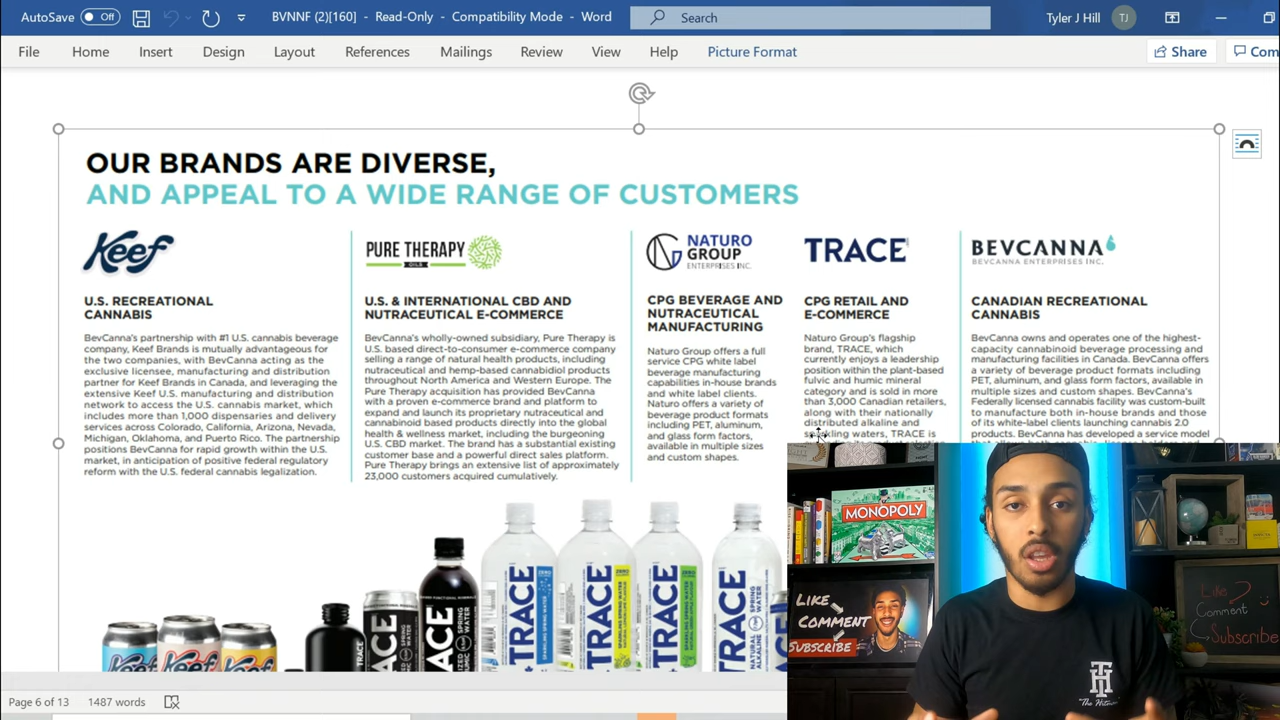 AutoSave Off
BVNNF (2)[160] - Read-Only - Compatibility Mode - Word
Search
Tyler J Hill TJ
File Home Insert Design Layout References Mailings Review View Help Picture Format Share Com
OUR BRANDS ARE DIVERSE,
AND APPEAL TO A WIDE RANGE OF CUSTOMERS
Keef
U.S. RECREATIONAL
CANNABIS
BevCanna's partnership with #1 U.S. cannabis beverage
company, Keef Brands is mutually advantageous for
the two companies, with BevCanna acting as the
exclusive licensee, manufacturing and distribution
partner for Keef Brands in Canada, and leveraging the
extensive Keef U.S. manufacturing and distribution
network to access the U.S. cannabis market, which
includes more than 1,000 dispensaries and delivery
services across Colorado, California, Arizona, Nevada,
Michigan, Oklahoma, and Puerto Rico. The partnership
positions BevCanna for rapid growth within the U.S.
market, in anticipation of positive federal regulatory
reform with the U.S. federal cannabis legalization.
PURE THERAPY
OILS
U.S. & INTERNATIONAL CBD AND
NUTRACEUTICAL E-COMMERCE
BevCanna's wholly-owned subsidiary, Pure Therapy is
U.S. based direct-to-consumer e-commerce company
selling a range of natural health products, including
nutraceutical and hemp-based cannabidiol products
throughout North America and Western Europe. The
Pure Therapy acquisition has provided BevCanna
with a proven e-commerce brand and platform to
expand and launch its proprietary nutraceutical and
cannabinoid based products directly into the global
health & wellness market, including the burgeoning
U.S. CBD market. The brand has a substantial existing
customer base and a powerful direct sales platform.
Pure Therapy brings an extensive list of approximately
23,000 customers acquired cumulatively.
NATURO
GROUP
ENTERPRISES INC.
CPG BEVERAGE AND
NUTRACEUTICAL
MANUFACTURING
Naturo Group offers a full
service CPG white label
beverage manufacturing
capabilities in-house brands
and white label clients.
Naturo offers a variety of
beverage product formats
including PET, aluminum,
and glass form factors,
available in multiple sizes
and custom shapes.
TRACE
CPG RETAIL AND
E-COMMERCE
Naturo Group's flagship
brand, TRACE, which
currently enjoys a leadership
position within the plant-based
fulvic and humic mineral
category and is sold in more
than 3,000 Canadian retailers,
along with their nationally
distributed alkaline and
sparkling waters, TRACE is
BEVCANNA
BEVCANNA ENTERPRISES INC.
CANADIAN RECREATIONAL
CANNABIS
BevCanna owns and operates one of the highest-
capacity cannabinoid beverage processing and
manufacturing facilities in Canada. BevCanna offers
a variety of beverage product formats including
PET, aluminum, and glass form factors, available in
multiple sizes and custom shapes. BevCanna's
Federally licensed cannabis facility was custom-built
to manufacture both in-house brands and those
of its white-label clients launching cannabis 2.0
products. BevCanna has developed a service model
Keef
Keef
Keef
TRACE
TRACE
TRACE
TRACE
TRACE
TRACE
TRACE
MONOPOLY
LIKE
COMMENT
SUBSCRIBE
Like
Comment
Subscribe
TH
"The Hitman"
Page 6 of 13 1487 words